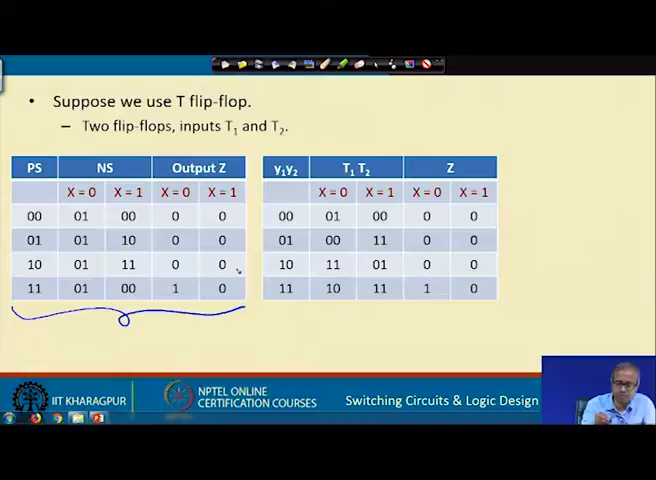 • Suppose we use T flip-flop.
– Two flip-flops, inputs T1 and T2.
PS NS Output Z
X = 0 X = 1 X = 0 X = 1
00 01 00 0 0
01 01 10 0 0
10 01 11 0 0
11 01 00 1 0
y1y2 T1 T2 Z
X = 0 X = 1 X = 0 X = 1
00 01 00 0 0
01 00 11 0 0
10 11 01 0 0
11 10 11 1 0
IIT KHARAGPUR
NPTEL ONLINE
CERTIFICATION COURSES
Switching Circuits & Logic Design